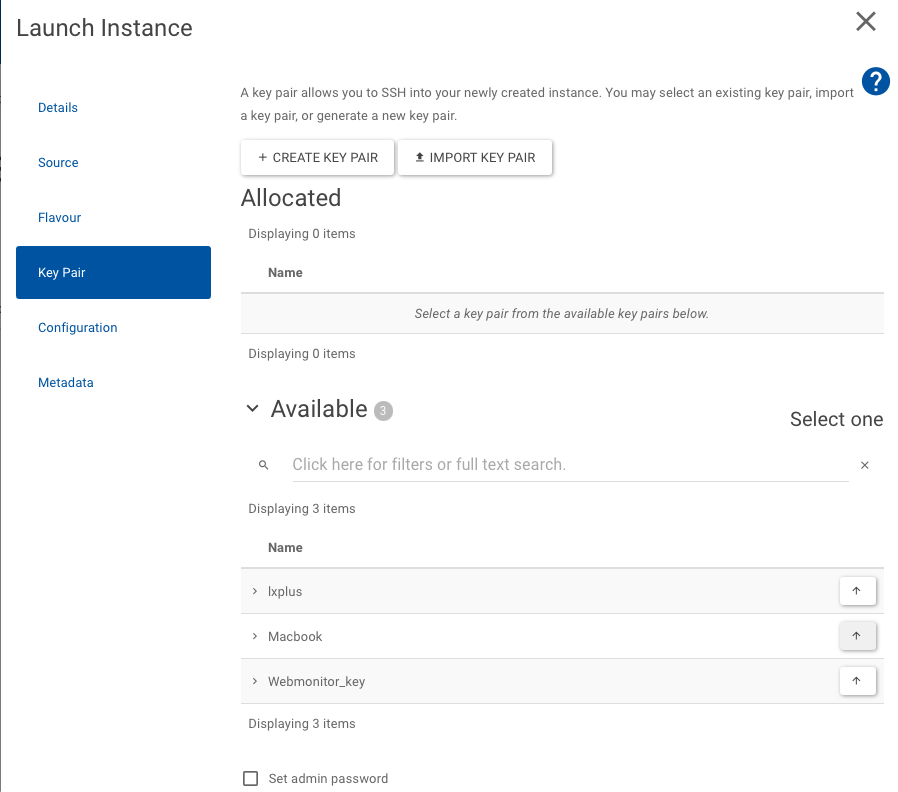 Launch Instance
?
Details
Source
Flavour
Key Pair
Configuration
Metadata
A key pair allows you to SSH into your newly created instance. You may select an existing key pair, import
a key pair, or generate a new key pair.
+ CREATE KEY PAIR
IMPORT KEY PAIR
Allocated
Displaying 0 items
Name
Select a key pair from the available key pairs below.
Displaying 0 items
Available 3
Select one
Click here for filters or full text search.
Displaying 3 items
Name
lxplus
Macbook
Webmonitor_key
Displaying 3 items
Set admin password